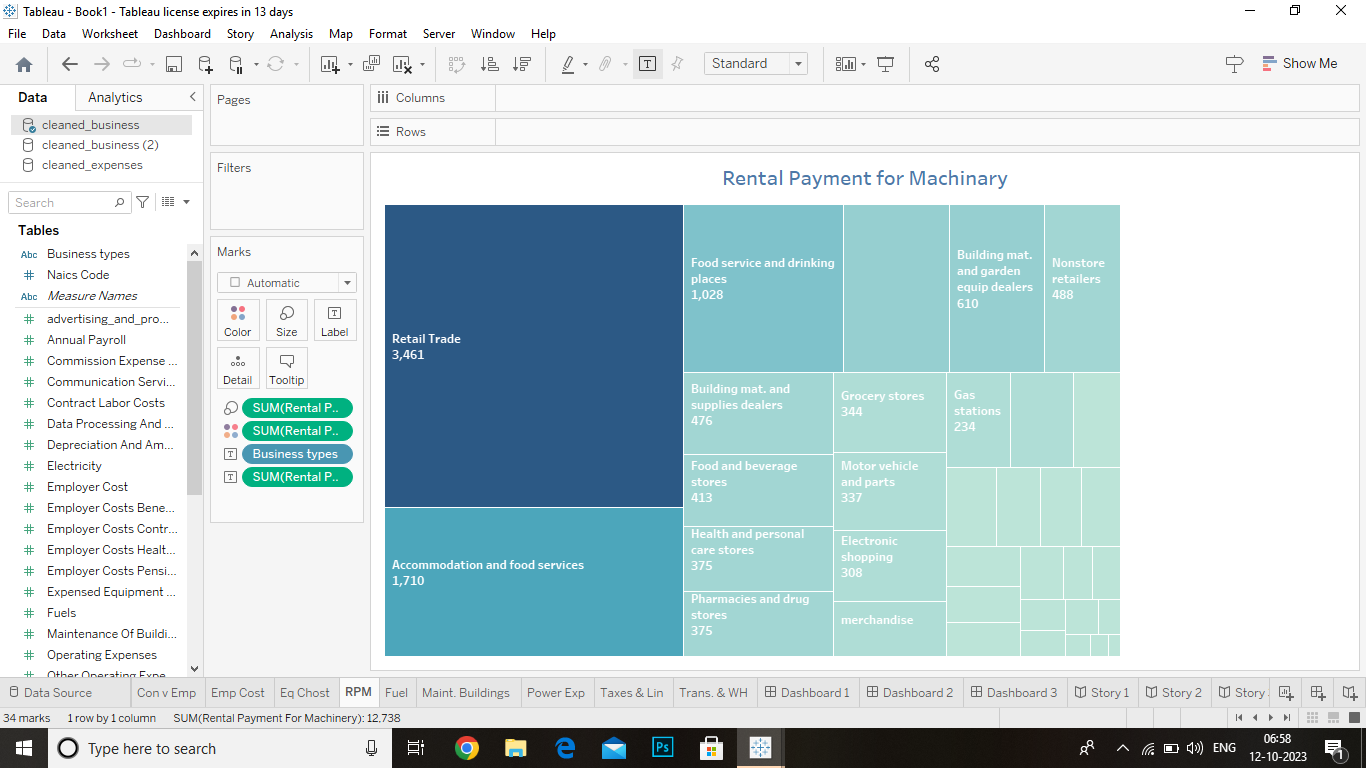 Tableau - Book1 - Tableau license expires in 13 days
File Data Worksheet Dashboard Story Analysis Map Format Server Window Help
Standard
Show Me
Data Analytics
cleaned_business
cleaned_business (2)
cleaned_expenses
Search
Tables
Abc Business types
Naics Code
Abc Measure Names
advertising_and_pro...
Annual Payroll
Commission Expense ...
Communication Servi...
Contract Labor Costs
Data Processing And ...
Depreciation And Am...
Electricity
Employer Cost
Employer Costs Bene...
Employer Costs Contr...
Employer Costs Healt...
Employer Costs Pensi...
Expensed Equipment ...
Fuels
Maintenance Of Buildi...
Operating Expenses
Other Operating Expe...
Pages
Filters
Marks
Automatic
Color Size Label
Detail Tooltip
SUM(Rental P..
SUM(Rental P..
Business types
SUM(Rental P..
Columns
Rows
Rental Payment for Machinary
Retail Trade
3,461
Accommodation and food services
1,710
Food service and drinking
places
1,028
Building mat.
and garden
equip dealers
610
Nonstore
retailers
488
Building mat. and
supplies dealers
476
Food and beverage
stores
413
Health and personal
care stores
375
Pharmacies and drug
stores
375
Grocery stores
344
Motor vehicle
and parts
337
Electronic
shopping
308
merchandise
Gas
stations
234
Data Source Con v Emp Emp Cost Eq Chost RPM Fuel Maint. Buildings Power Exp Taxes & Lin Trans. & WH Dashboard 1 Dashboard 2 Dashboard 3 Story 1 Story 2 Story
34 marks 1 row by 1 column SUM(Rental Payment For Machinery): 12,738
Type here to search
Ps
ENG
06:58
12-10-2023
1